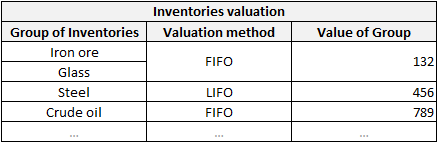 Inventories valuation
Group of Inventories Valuation method Value of Group
Iron ore
FIFO 132
Glass
Steel LIFO 456
Crude oil FIFO 789
... ... ...